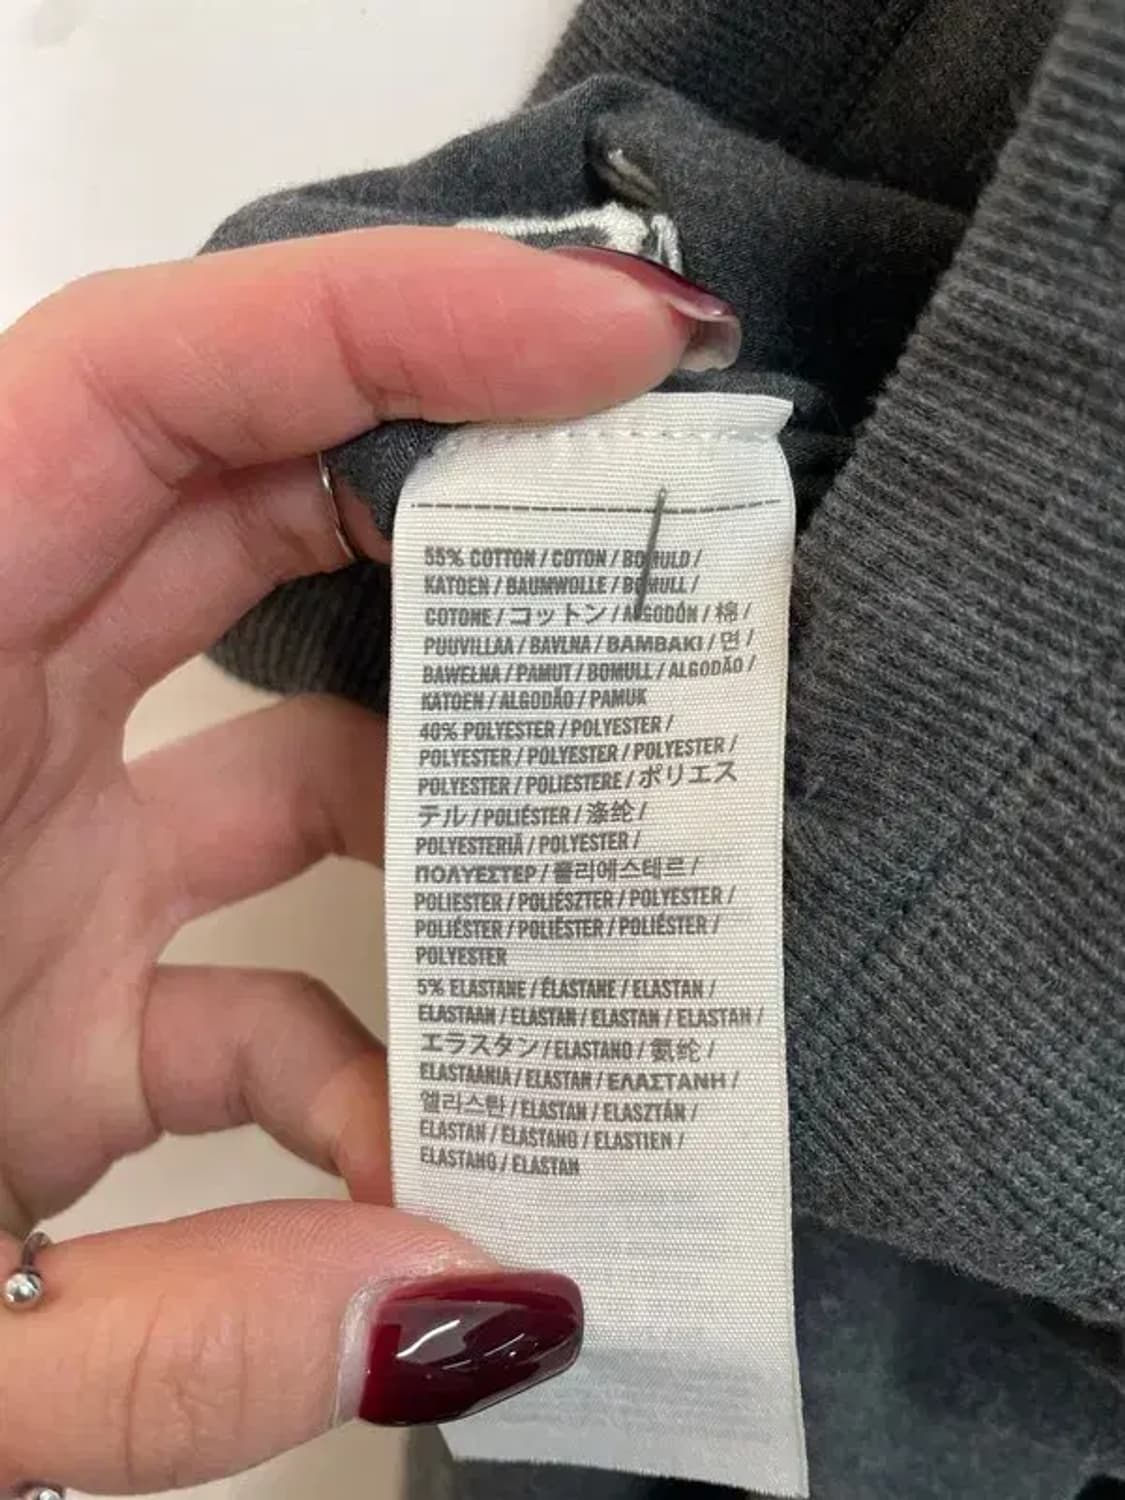 55% COTTON / COTON / BOMULD /
KATOEN / BAUMWOLLE / BOMULL /
COTONE / コットン / ALGODÓN / 棉 /
PUUVILLAA / BAVLNA / BAMBAKI / 면 /
BAWEŁNA / PAMUT / BOMULL / ALGODÃO /
KATOEN / ALGODÃO / PAMUK
40% POLYESTER / POLYESTER /
POLYESTER / POLYESTER / POLYESTER /
POLYESTER / POLIESTERE / ポリエス
テル / POLIÉSTER / 涤纶 /
POLYESTERIÄ / POLYESTER /
ΠΟΛΥΕΣΤΕΡ / 폴리에스테르 /
POLIESTER / POLIÉSZTER / POLYESTER /
POLIÉSTER / POLIËSTER / POLIÉSTER /
POLYESTER
5% ELASTANE / ÉLASTANE / ELASTAN /
ELASTAAN / ELASTAN / ELASTAN / ELASTAN /
エラスタン / ELASTANO / 氨纶 /
ELASTAANIA / ELASTAN / ΕΛΑΣΤΑΝΗ /
엘리스탄 / ELASTAN / ELASZTÁN /
ELASTAN / ELASTANO / ELASTIEN /
ELASTANO / ELASTAN